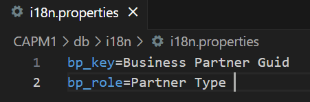 i18n.properties
CAPM1 > db > i18n > i18n.properties
1 bp_key=Business Partner Guid
2 bp_role=Partner Type